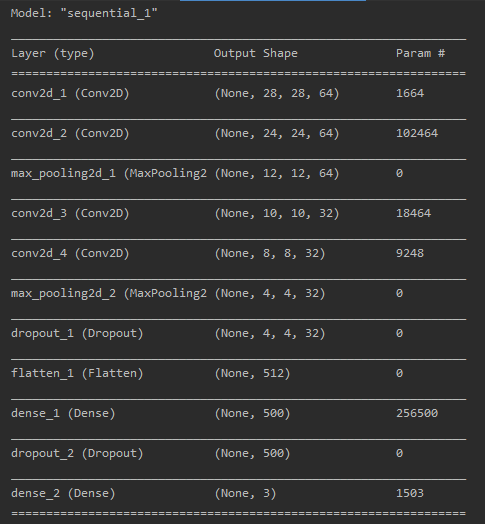 Model: "sequential_1"
_________________________________________________________________
Layer (type)                 Output Shape              Param #
=================================================================
conv2d_1 (Conv2D)            (None, 28, 28, 64)        1664
_________________________________________________________________
conv2d_2 (Conv2D)            (None, 24, 24, 64)        102464
_________________________________________________________________
max_pooling2d_1 (MaxPooling2 (None, 12, 12, 64)        0
_________________________________________________________________
conv2d_3 (Conv2D)            (None, 10, 10, 32)        18464
_________________________________________________________________
conv2d_4 (Conv2D)            (None, 8, 8, 32)          9248
_________________________________________________________________
max_pooling2d_2 (MaxPooling2 (None, 4, 4, 32)          0
_________________________________________________________________
dropout_1 (Dropout)          (None, 4, 4, 32)          0
_________________________________________________________________
flatten_1 (Flatten)          (None, 512)               0
_________________________________________________________________
dense_1 (Dense)              (None, 500)               256500
_________________________________________________________________
dropout_2 (Dropout)          (None, 500)               0
_________________________________________________________________
dense_2 (Dense)              (None, 3)                 1503
=================================================================